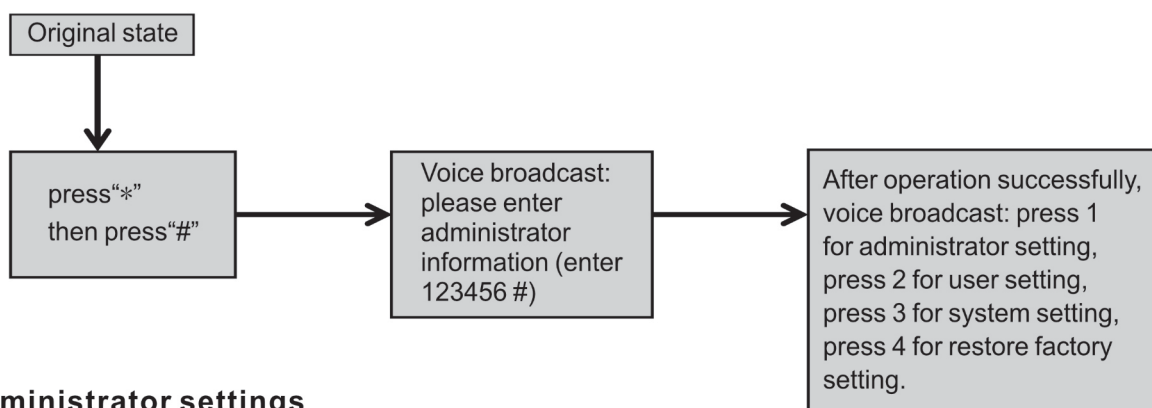 Original state
press“*”
then press“#”
Voice broadcast:
please enter
administrator
information (enter
123456 #)
After operation successfully,
voice broadcast: press 1
for administrator setting,
press 2 for user setting,
press 3 for system setting,
press 4 for restore factory
setting.
ministrator settings